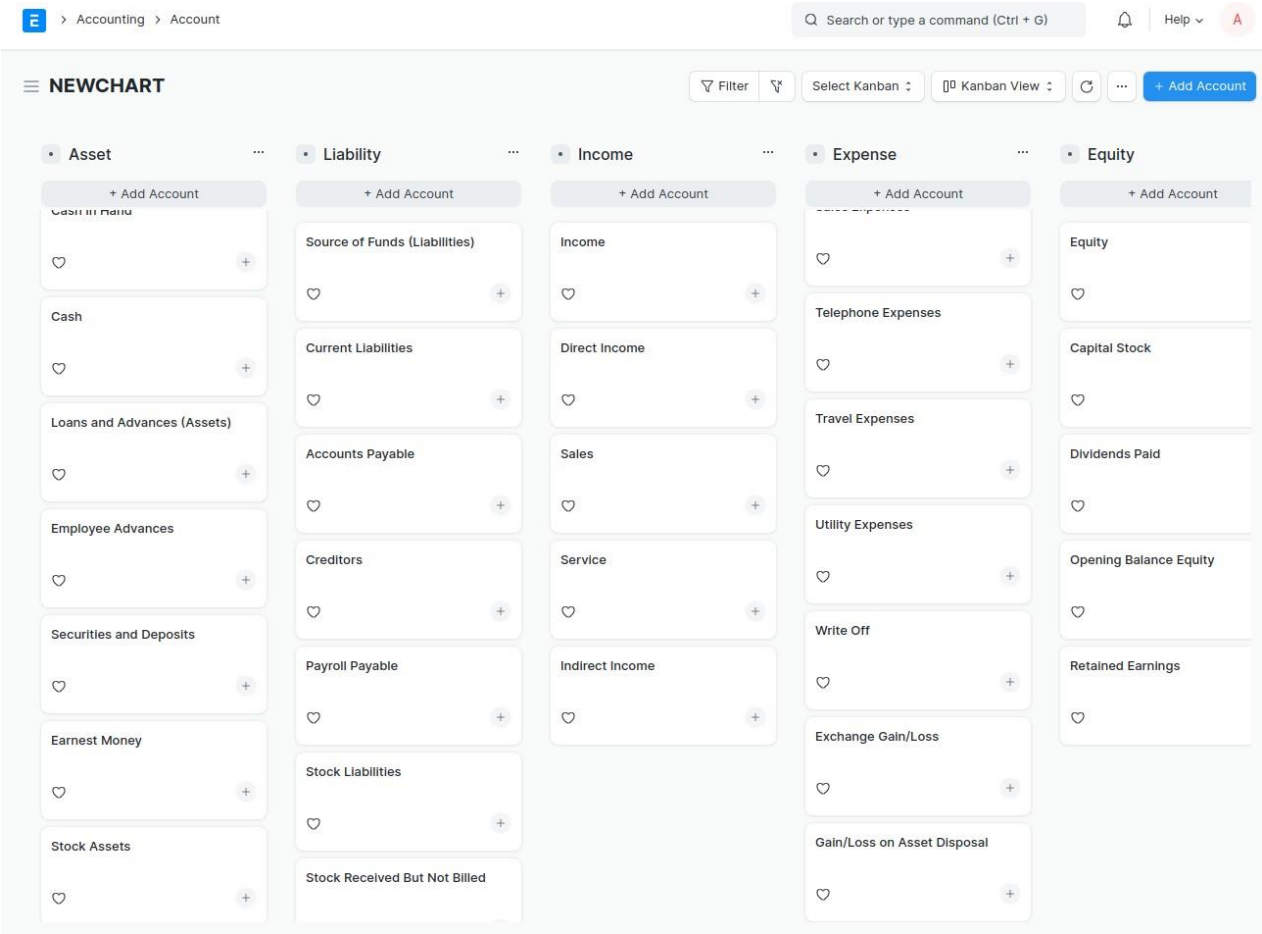 E > Accounting > Account
Search or type a command (Ctrl + G)
Help
A
NEWCHART
Filter
Select Kanban
Kanban View
+ Add Account
Asset
+ Add Account
Cash In Hand
Cash
Loans and Advances (Assets)
Employee Advances
Securities and Deposits
Earnest Money
Stock Assets
Liability
+ Add Account
Source of Funds (Liabilities)
Current Liabilities
Accounts Payable
Creditors
Payroll Payable
Stock Liabilities
Stock Received But Not Billed
Income
+ Add Account
Income
Direct Income
Sales
Service
Indirect Income
Expense
+ Add Account
Sales Expenses
Telephone Expenses
Travel Expenses
Utility Expenses
Write Off
Exchange Gain/Loss
Gain/Loss on Asset Disposal
Equity
+ Add Account
Equity
Capital Stock
Dividends Paid
Opening Balance Equity
Retained Earnings